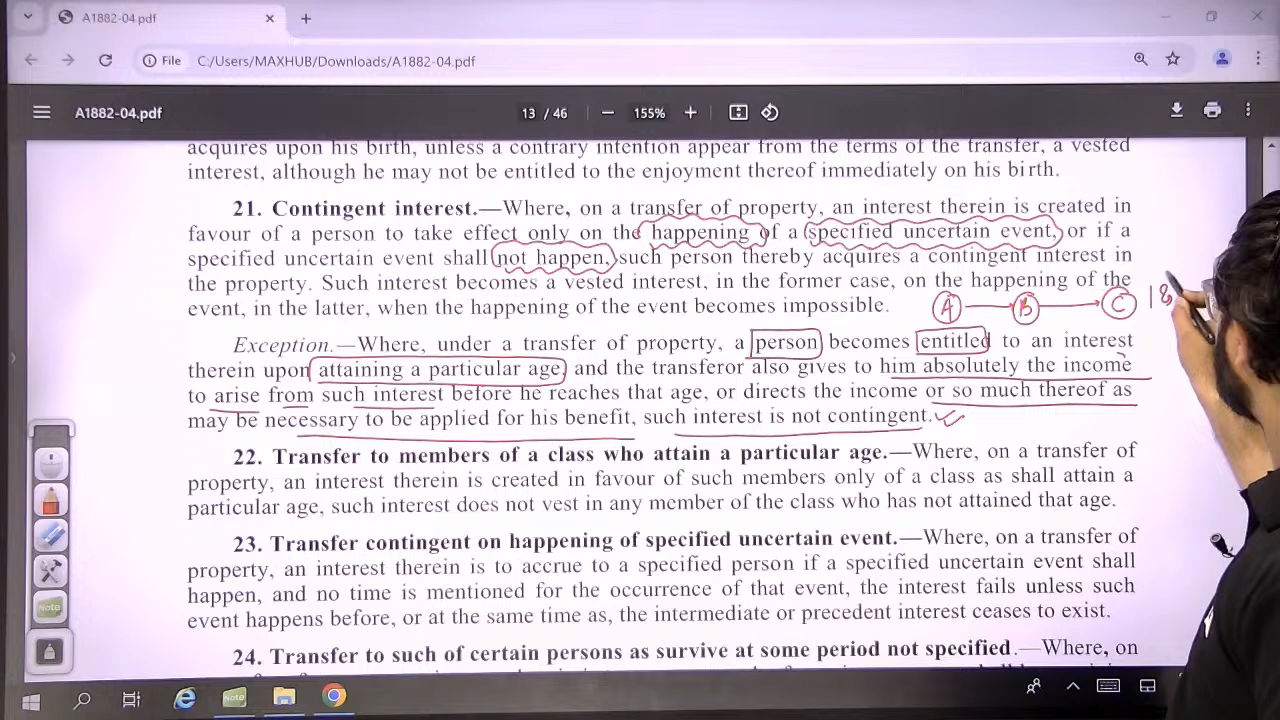 A1882-04.pdf
File C:/Users/MAXHUB/Downloads/A1882-04.pdf
A1882-04.pdf 13 / 46 155%
acquires upon his birth, unless a contrary intention appear from the terms of the transfer, a vested
interest, although he may not be entitled to the enjoyment thereof immediately on his birth.
21. Contingent interest.—Where, on a transfer of property, an interest therein is created in
favour of a person to take effect only on the happening of a specified uncertain event, or if a
specified uncertain event shall not happen, such person thereby acquires a contingent interest in
the property. Such interest becomes a vested interest, in the former case, on the happening of the
event, in the latter, when the happening of the event becomes impossible.
A B C 18
Exception.—Where, under a transfer of property, a person becomes entitled to an interest
therein upon attaining a particular age, and the transferor also gives to him absolutely the income
to arise from such interest before he reaches that age, or directs the income or so much thereof as
may be necessary to be applied for his benefit, such interest is not contingent.
22. Transfer to members of a class who attain a particular age.—Where, on a transfer of
property, an interest therein is created in favour of such members only of a class as shall attain a
particular age, such interest does not vest in any member of the class who has not attained that age.
23. Transfer contingent on happening of specified uncertain event.—Where, on a transfer of
property, an interest therein is to accrue to a specified person if a specified uncertain event shall
happen, and no time is mentioned for the occurrence of that event, the interest fails unless such
event happens before, or at the same time as, the intermediate or precedent interest ceases to exist.
24. Transfer to such of certain persons as survive at some period not specified.—Where, on
Note
Note